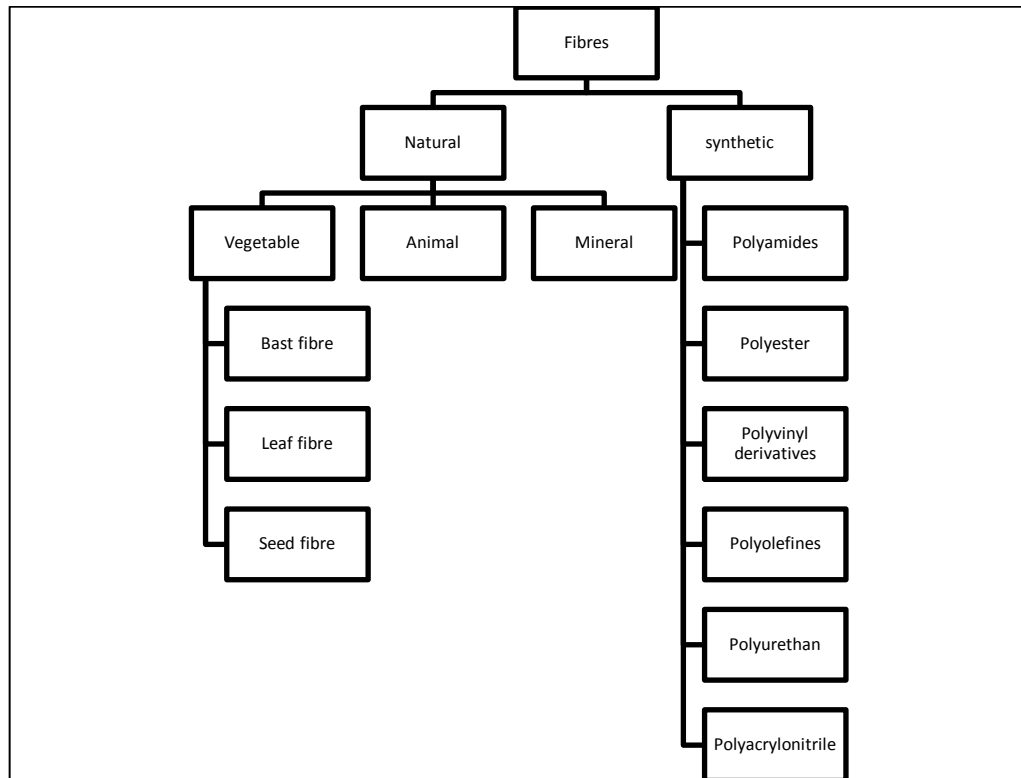 Fibres
Natural
synthetic
Vegetable
Animal
Mineral
Polyamides
Bast fibre
Polyester
Leaf fibre
Polyvinyl
derivatives
Seed fibre
Polyolefines
Polyurethan
Polyacrylonitrile